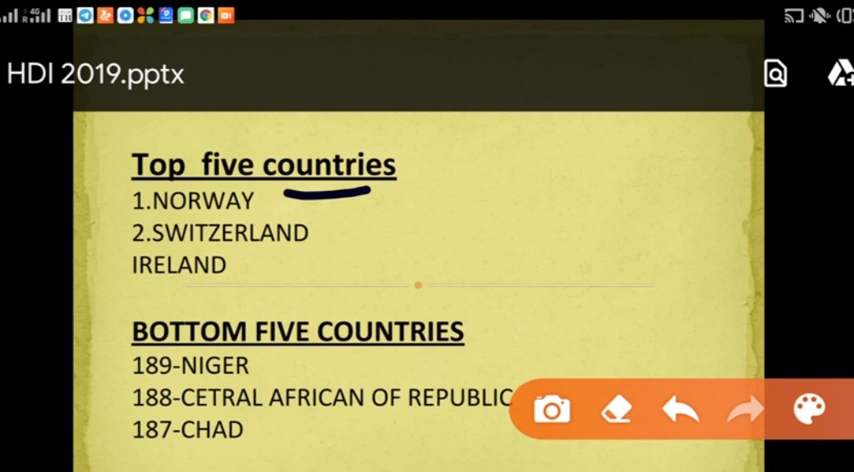 HDI 2019.pptx
Top five countries
1.NORWAY
2.SWITZERLAND
IRELAND
BOTTOM FIVE COUNTRIES
189-NIGER
188-CETRAL AFRICAN OF REPUBLIC
187-CHAD